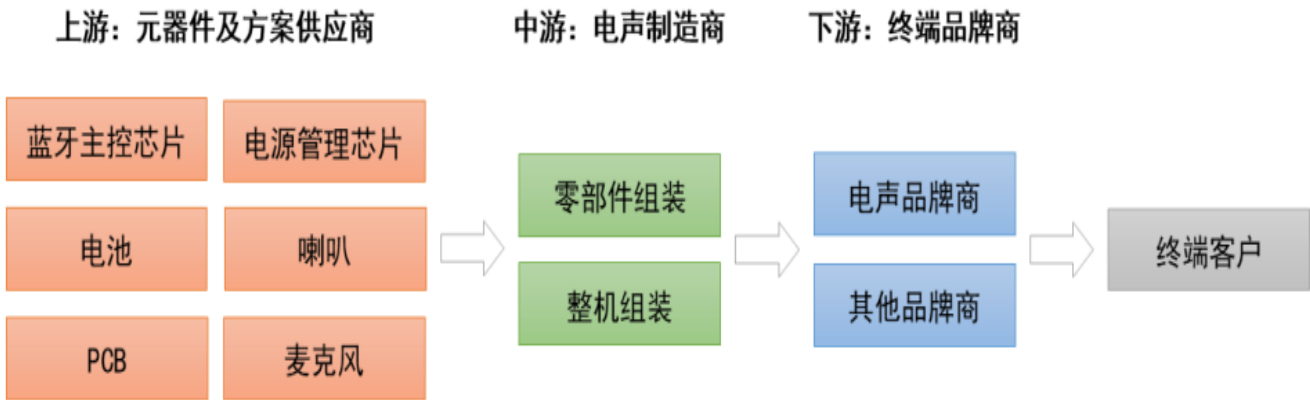 上游：元器件及方案供应商
中游：电声制造商
下游：终端品牌商
蓝牙主控芯片
电源管理芯片
电池
喇叭
PCB
麦克风
零部件组装
整机组装
电声品牌商
其他品牌商
终端客户